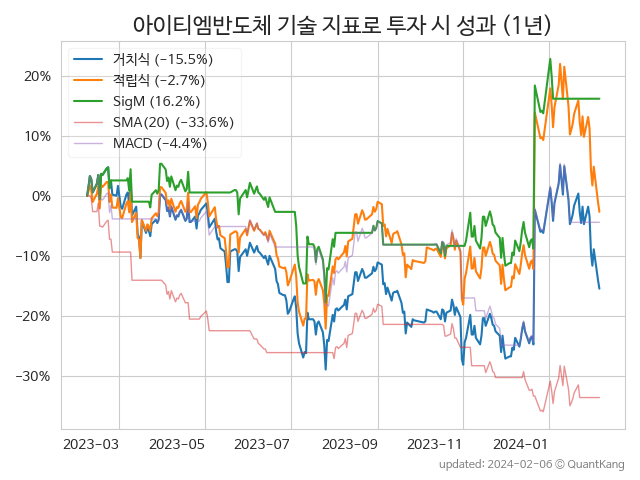 아이티엠반도체 기술 지표로 투자 시 성과 (1년)
거치식 (−15.5%)
적립식 (−2.7%)
SigM (16.2%)
SMA(20) (−33.6%)
MACD (−4.4%)
20%
10%
0%
−10%
−20%
−30%
2023−03 2023−05 2023−07 2023−09 2023−11 2024−01
updated: 2024−02−06 © QuantKang